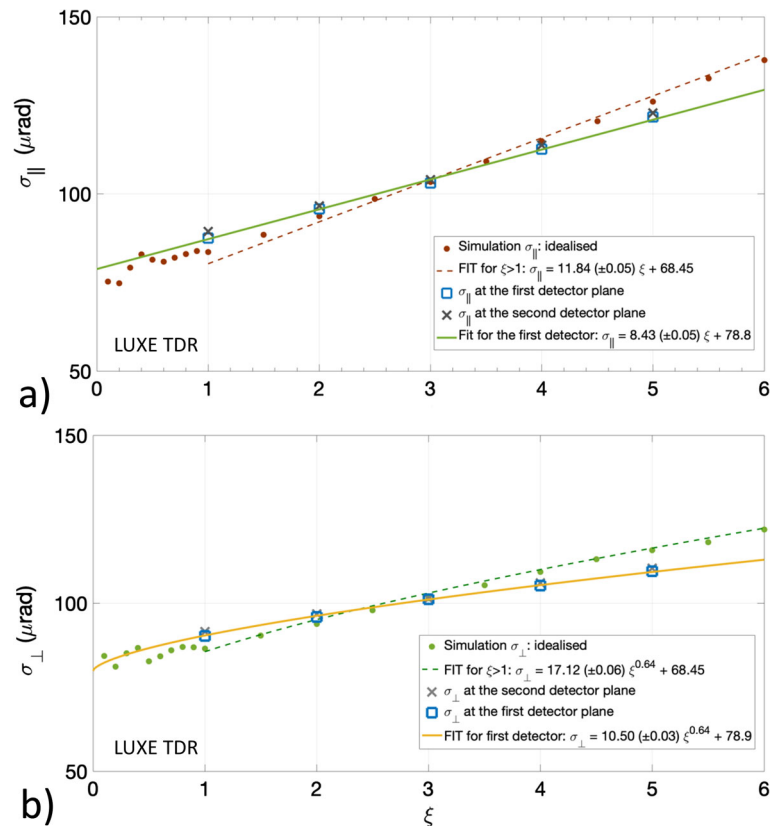 150
100
50
σ∥ (μrad)
Simulation σ∥: idealised
FIT for ξ>1: σ∥ = 11.84 (±0.05) ξ + 68.45
σ∥ at the first detector plane
σ∥ at the second detector plane
Fit for the first detector: σ∥ = 8.43 (±0.05) ξ + 78.8
LUXE TDR
0 1 2 3 4 5 6
a)
150
100
50
σ⊥ (μrad)
Simulation σ⊥: idealised
FIT for ξ>1: σ⊥ = 17.12 (±0.06) ξ^0.64 + 68.45
σ⊥ at the second detector plane
σ⊥ at the first detector plane
FIT for first detector: σ⊥ = 10.50 (±0.03) ξ^0.64 + 78.9
LUXE TDR
0 1 2 3 4 5 6
ξ
b)